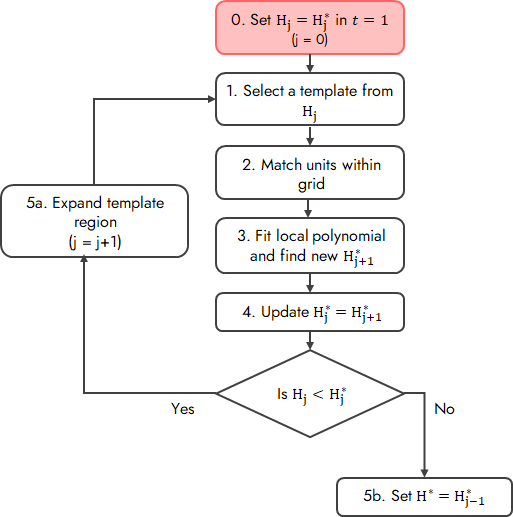 0. Set H_j = H_j^* in t = 1
(j = 0)
1. Select a template from
H_j
2. Match units within
grid
3. Fit local polynomial
and find new H_{j+1}^*
4. Update H_j^* = H_{j+1}^*
5a. Expand template
region
(j = j+1)
Is H_j < H_j^*
Yes
No
5b. Set H^* = H_{j−1}^*